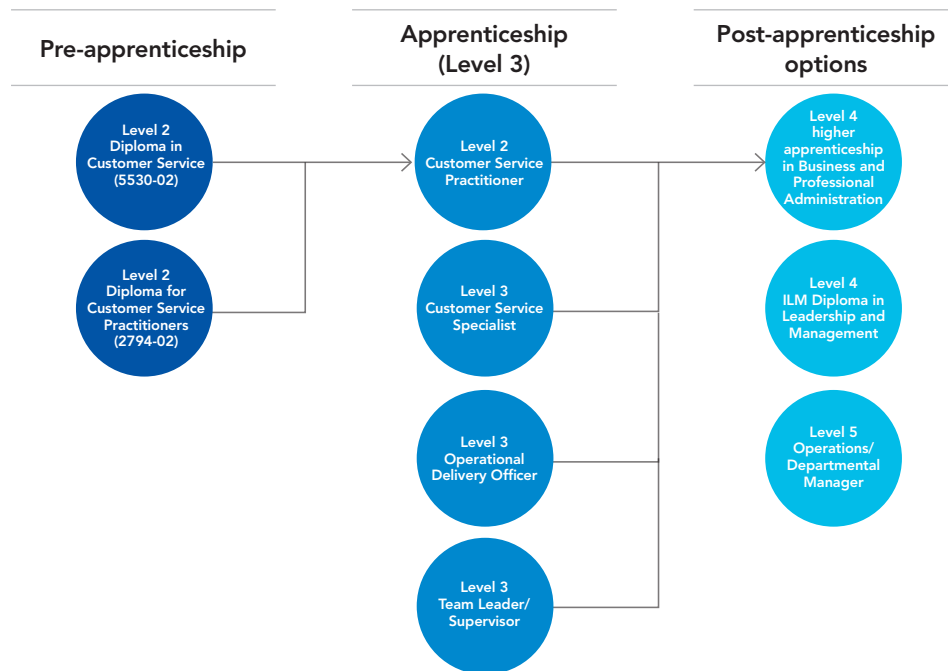 Pre-apprenticeship
Level 2
Diploma in
Customer Service
(5530-02)
Level 2
Diploma for
Customer Service
Practitioners
(2794-02)
Apprenticeship
(Level 3)
Level 2
Customer Service
Practitioner
Level 3
Customer Service
Specialist
Level 3
Operational
Delivery Officer
Level 3
Team Leader/
Supervisor
Post-apprenticeship
options
Level 4
higher
apprenticeship
in Business and
Professional
Administration
Level 4
ILM Diploma in
Leadership and
Management
Level 5
Operations/
Departmental
Manager